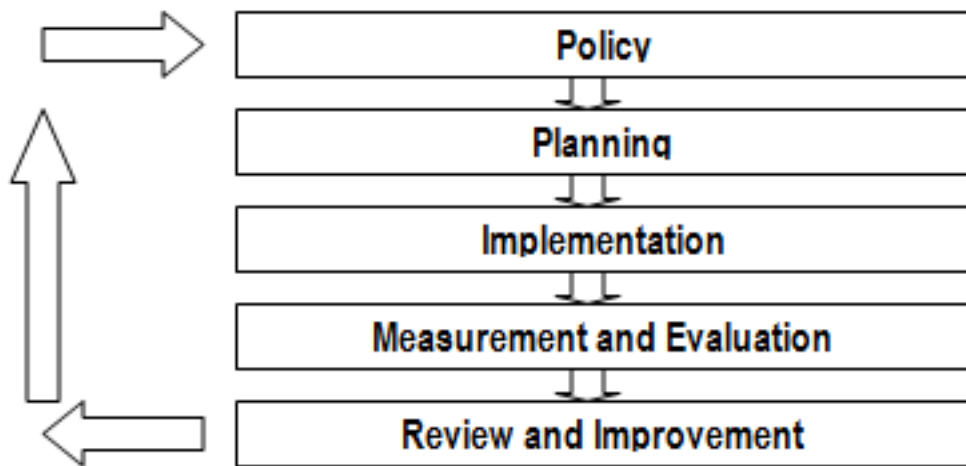 Policy
Planning
Implementation
Measurement and Evaluation
Review and Improvement